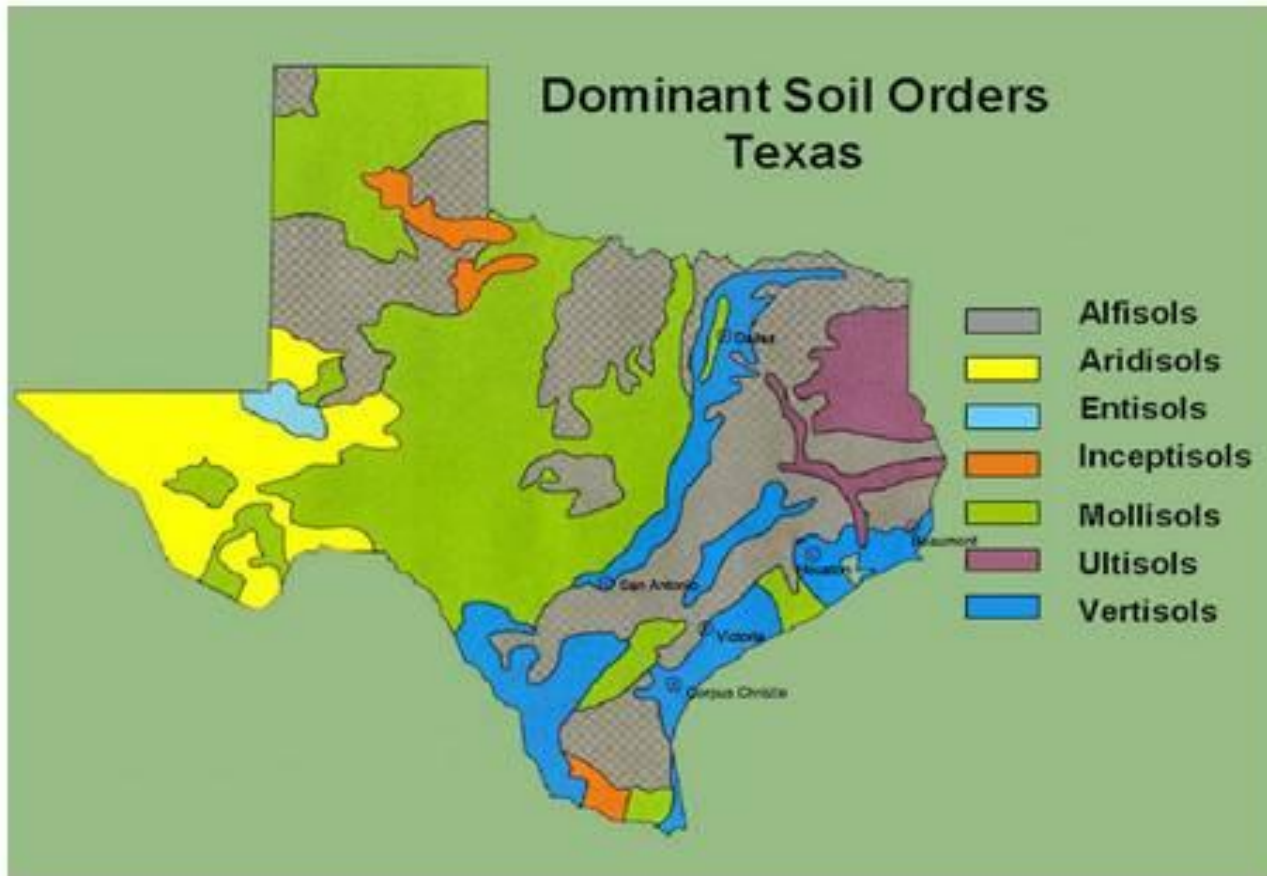 Dominant Soil Orders
Texas
Alfisols
Aridisols
Entisols
Inceptisols
Mollisols
Ultisols
Vertisols
Dallas
Beaumont
Houston
San Antonio
Victoria
Corpus Christie